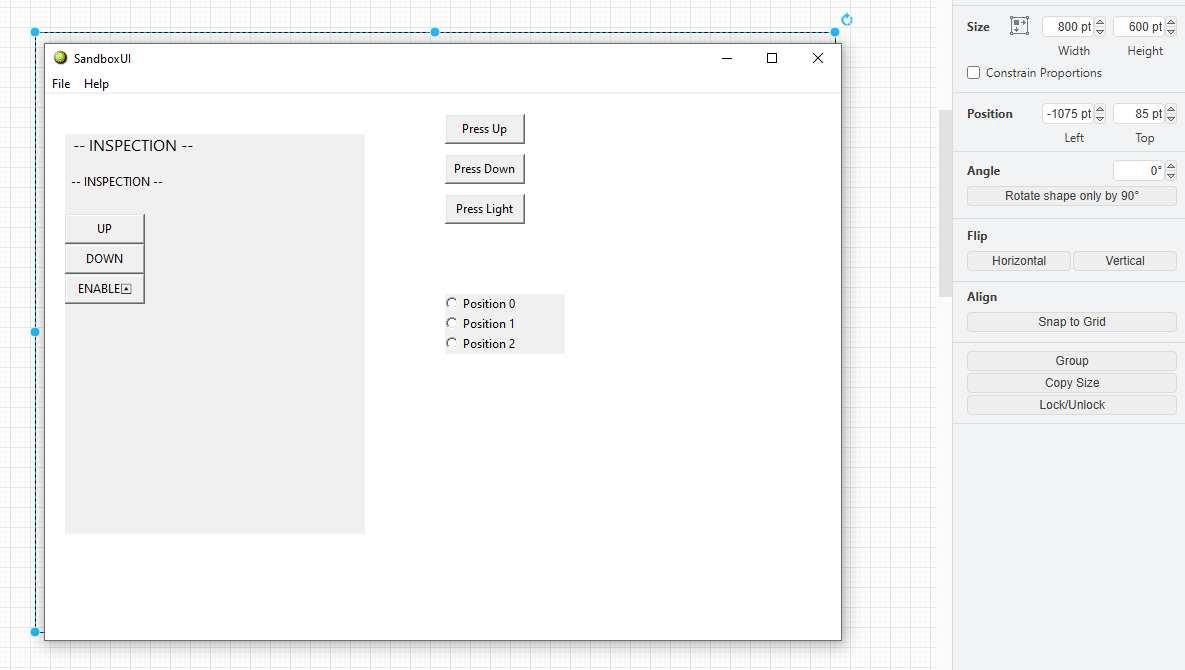 SandboxUI
File Help
-- INSPECTION --
-- INSPECTION --
UP
DOWN
ENABLE
Press Up
Press Down
Press Light
Position 0
Position 1
Position 2
Size 800 pt 600 pt
Width Height
Constrain Proportions
Position -1075 pt 85 pt
Left Top
Angle 0°
Rotate shape only by 90°
Flip
Horizontal Vertical
Align
Snap to Grid
Group
Copy Size
Lock/Unlock